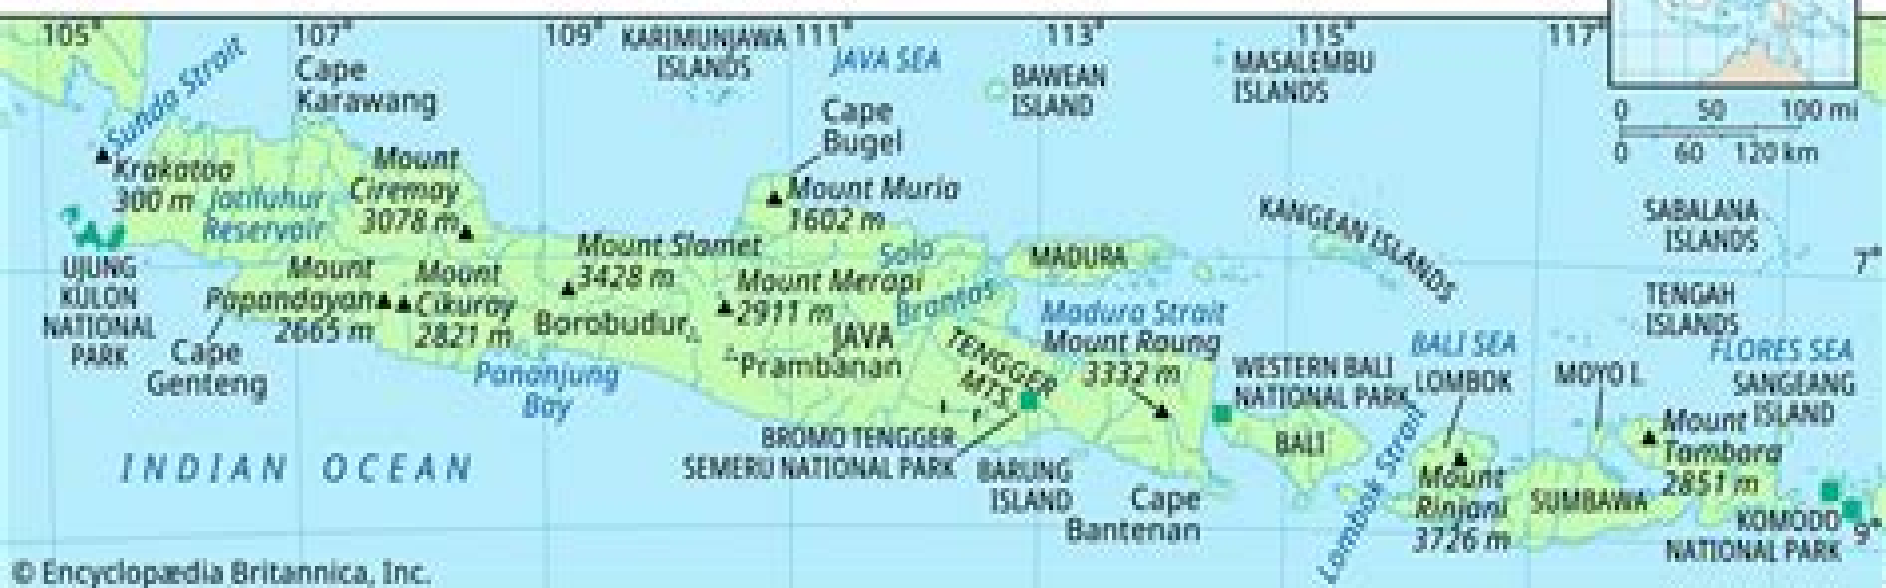 105°
107°
109°
111°
113°
115°
117°
Sunda Strait
Cape
Karawang
KARIMUNJAWA
ISLANDS
JAVA SEA
BAWEAN
ISLAND
MASALEMBU
ISLANDS
0 50 100 mi
0 60 120 km
Cape
Bugel
Krakatoa
300 m
Jatiluhur
Reservoir
Mount
Ciremay
3078 m
Mount Muria
1602 m
KANGEAN ISLANDS
SABALANA
ISLANDS
7°
UJUNG
KULON
NATIONAL
PARK
Mount
Papandayan
2665 m
Mount
Cikuray
2821 m
Mount Slamet
3428 m
Mount Merapi
2911 m
Solo
Brantas
MADURA
Madura Strait
TENGAH
ISLANDS
Cape
Genteng
Borobudur
JAVA
Prambanan
Pananjung
Bay
TENGGER
MTS.
Mount Raung
3332 m
WESTERN BALI
NATIONAL PARK
BALI SEA
LOMBOK
MOYO I.
FLORES SEA
SANGEANG
ISLAND
INDIAN OCEAN
BROMO TENGGER
SEMERU NATIONAL PARK
BARUNG
ISLAND
Cape
Bantenan
BALI
Lombok Strait
Mount
Rinjani
3726 m
SUMBAWA
Mount
Tambora
2851 m
KOMODO
NATIONAL PARK
9°
© Encyclopædia Britannica, Inc.